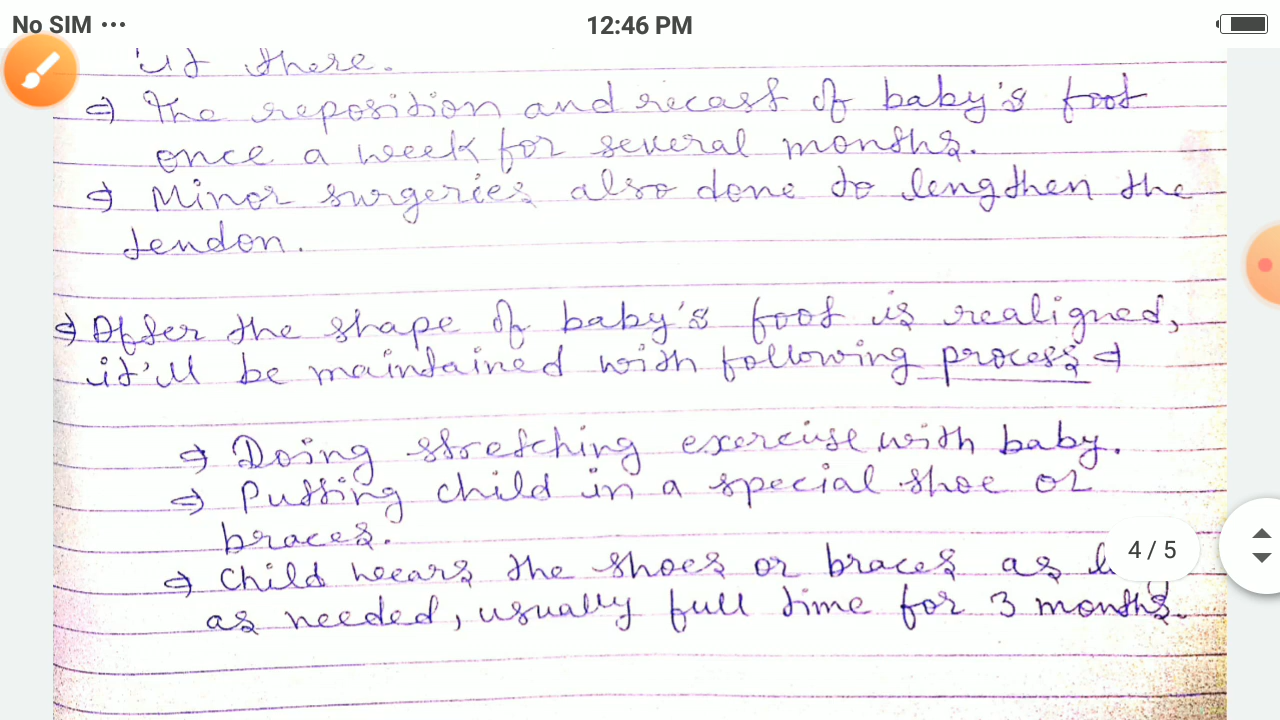 No SIM ...
12:46 PM
it there.
⇒ The reposition and recast of baby's foot
once a week for several months.
⇒ Minor surgeries also done to lengthen the
tendon.
⇒ After the shape of baby's foot is realigned,
it'll be maintained with following process ⇒
⇒ Doing stretching exercise with baby.
⇒ Putting child in a special shoe or
braces.
4 / 5
⇒ Child wears the shoes or braces as
as needed, usually full time for 3 months.